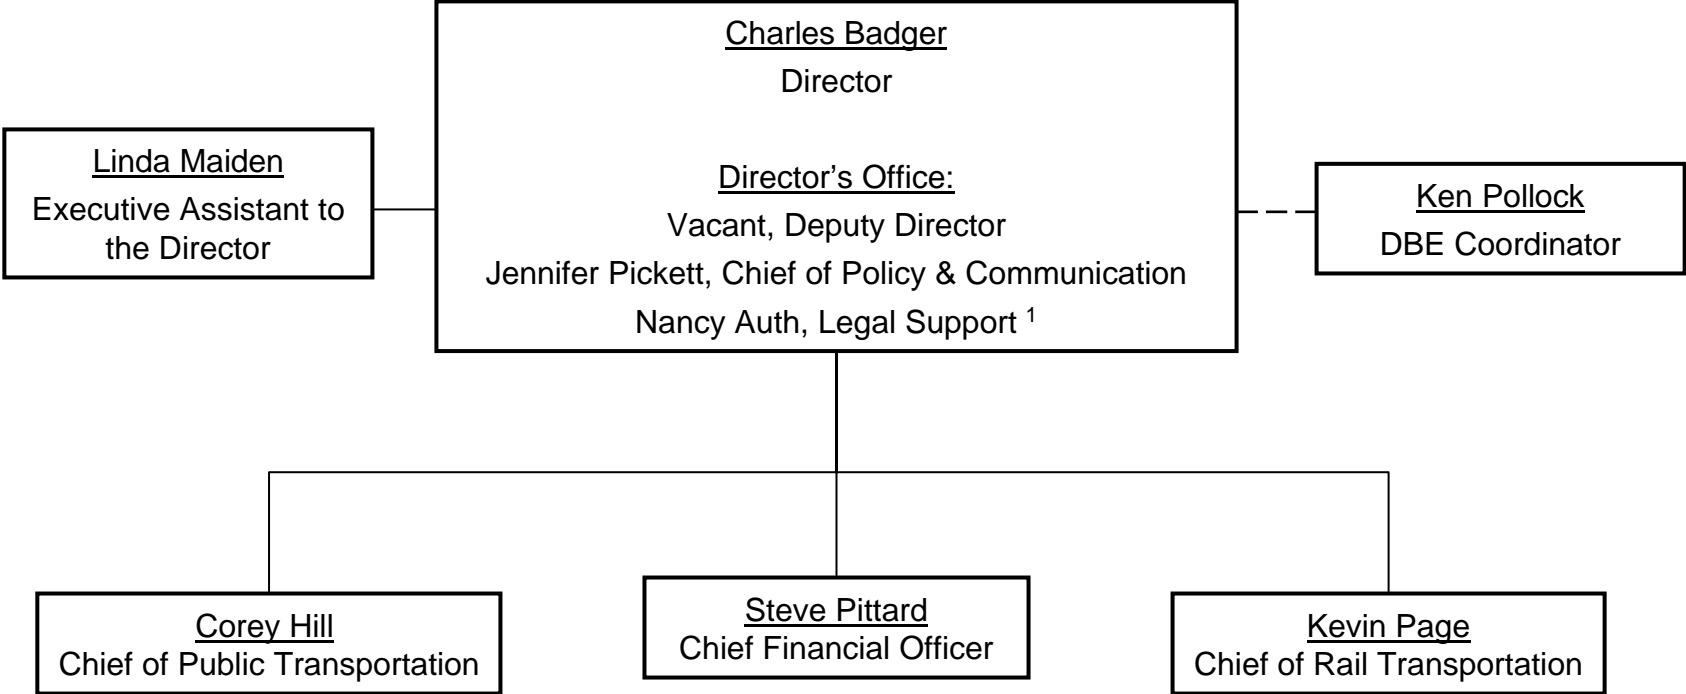 Charles Badger
Director
Director’s Office:
Vacant, Deputy Director
Jennifer Pickett, Chief of Policy & Communication
Nancy Auth, Legal Support ¹
Linda Maiden
Executive Assistant to
the Director
Ken Pollock
DBE Coordinator
Corey Hill
Chief of Public Transportation
Steve Pittard
Chief Financial Officer
Kevin Page
Chief of Rail Transportation